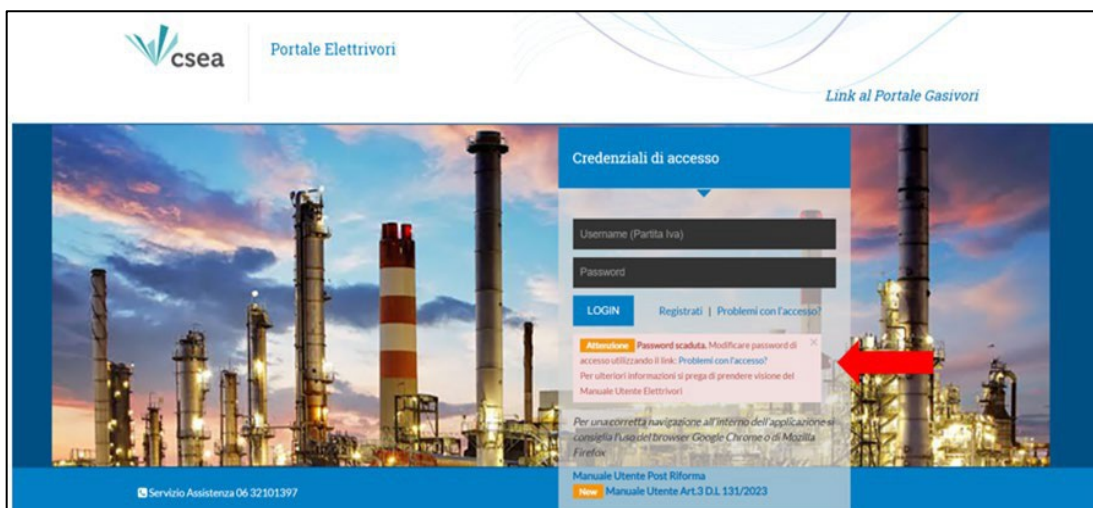 csea
Portale Elettrivori
Link al Portale Gasivori
Credenziali di accesso
Username (Partita Iva)
Password
LOGIN Registrati | Problemi con l'accesso?
Attenzione Password scaduta. Modificare password di
accesso utilizzando il link: Problemi con l'accesso?
Per ulteriori informazioni si prega di prendere visione del
Manuale Utente Elettrivori
Per una corretta navigazione all'interno dell'applicazione si
consiglia l'uso del browser Google Chrome o di Mozilla
Firefox
Manuale Utente Post Riforma
New Manuale Utente Art.3 D.L 131/2023
Servizio Assistenza 06 32101397